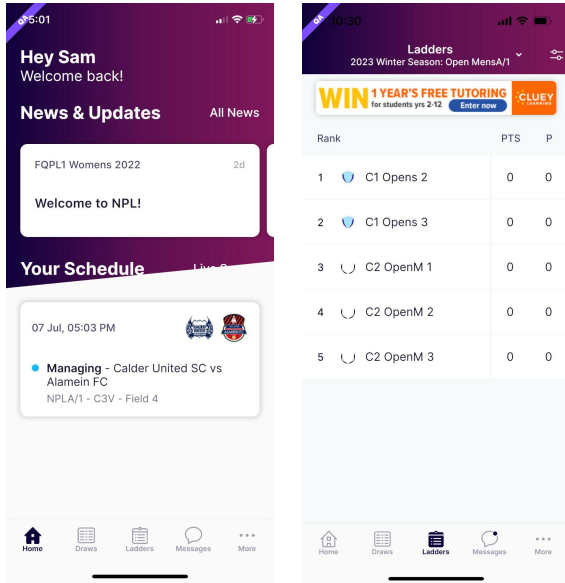 QA
5:01
Hey Sam
Welcome back!
News & Updates
All News
FQPL1 Womens 2022
2d
Welcome to NPL!
Your Schedule
07 Jul, 05:03 PM
Managing - Calder United SC vs
Alamein FC
NPLA/1 - C3V - Field 4
Home
Draws
Ladders
Messages
More
QA
10:30
Ladders
2023 Winter Season: Open MensA/1
WIN 1 YEAR'S FREE TUTORING
for students yrs 2-12
Enter now
CLUEY
LEARNING
Rank PTS P
1 C1 Opens 2 0 0
2 C1 Opens 3 0 0
3 C2 OpenM 1 0 0
4 C2 OpenM 2 0 0
5 C2 OpenM 3 0 0
Home
Draws
Ladders
Messages
More